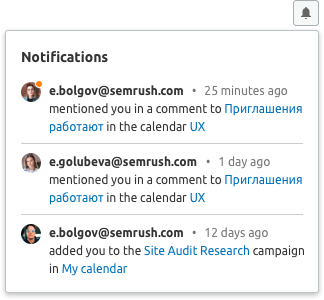 Notifications
e.bolgov@semrush.com • 25 minutes ago
mentioned you in a comment to Приглашения
работают in the calendar UX
e.golubeva@semrush.com • 1 day ago
mentioned you in a comment to Приглашения
работают in the calendar UX
e.bolgov@semrush.com • 12 days ago
added you to the Site Audit Research campaign
in My calendar